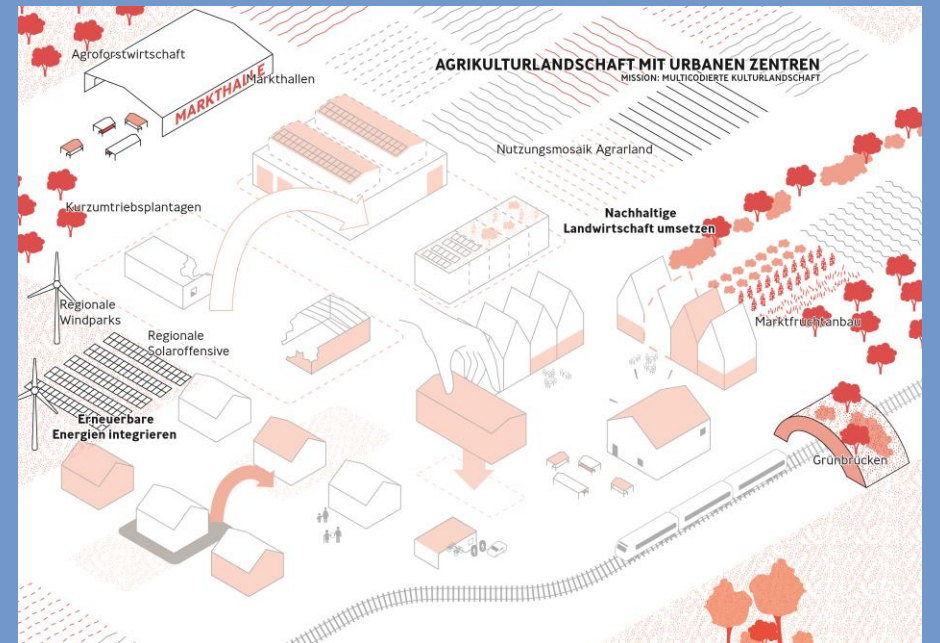 AGRIKULTURLANDSCHAFT MIT URBANEN ZENTREN
MISSION: MULTICODIERTE KULTURLANDSCHAFT
Agroforstwirtschaft
Markthallen
MARKTHALLE
Nutzungsmosaik Agrarland
Kurzumtriebsplantagen
Nachhaltige
Landwirtschaft umsetzen
Regionale
Windparks
Regionale
Solaroffensive
Marktfruchtanbau
Erneuerbare
Energien integrieren
Grünbrücken